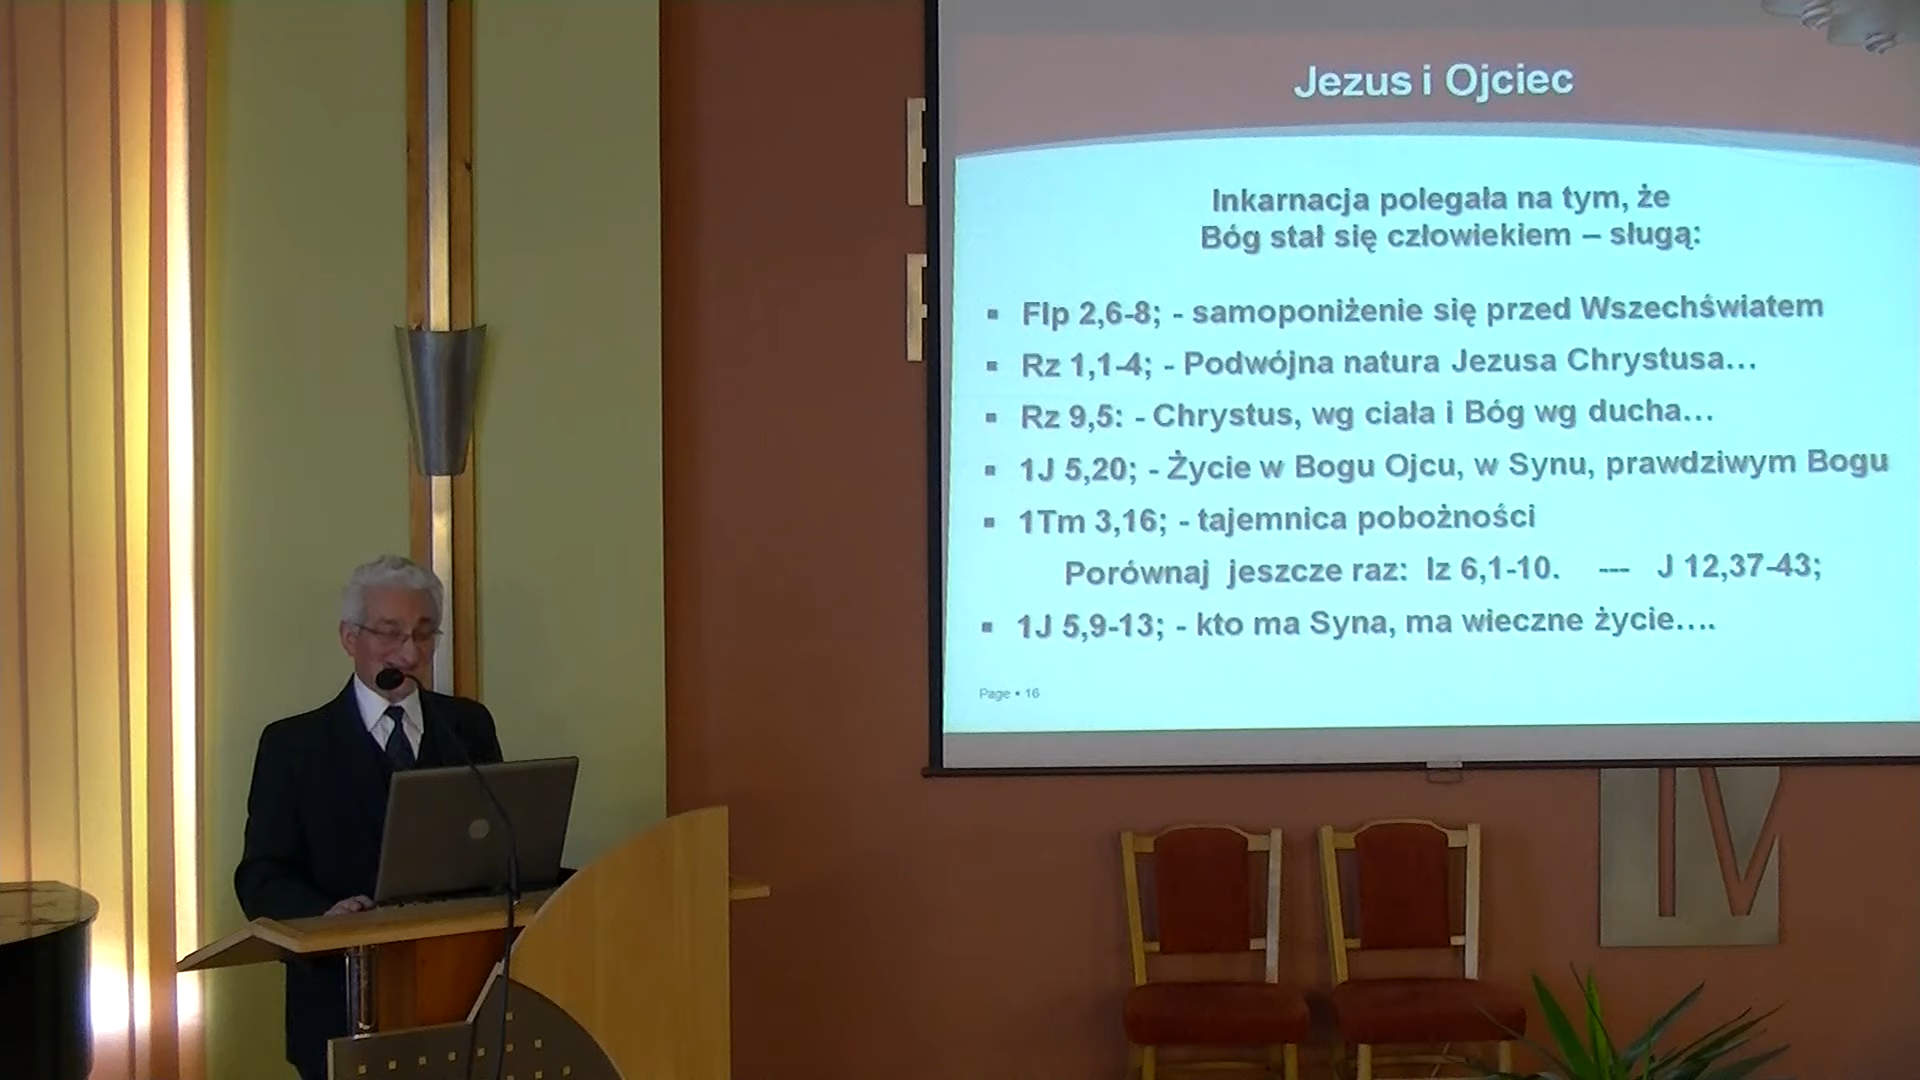 Jezus i Ojciec
Inkarnacja polegała na tym, że
Bóg stał się człowiekiem – sługą:
▪ Flp 2,6-8; - samoponiżenie się przed Wszechświatem
▪ Rz 1,1-4; - Podwójna natura Jezusa Chrystusa…
▪ Rz 9,5: - Chrystus, wg ciała i Bóg wg ducha…
▪ 1J 5,20; - Życie w Bogu Ojcu, w Synu, prawdziwym Bogu
▪ 1Tm 3,16; - tajemnica pobożności
Porównaj jeszcze raz: Iz 6,1-10. --- J 12,37-43;
▪ 1J 5,9-13; - kto ma Syna, ma wieczne życie….
Page ▪ 16